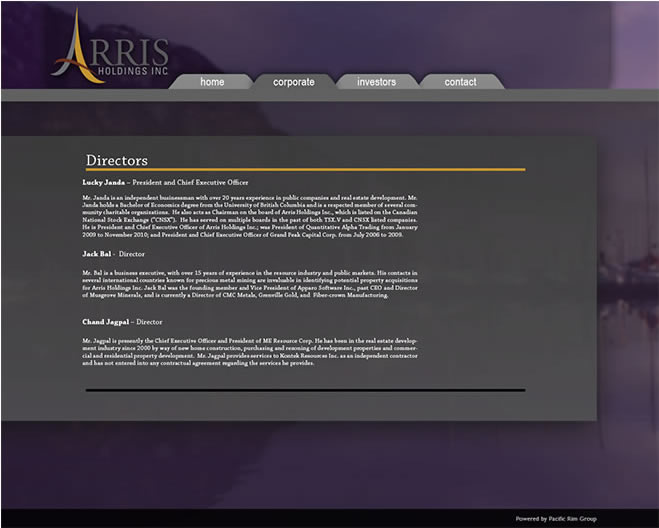 ARRIS
HOLDINGS INC
home corporate investors contact
Directors
Lucky Janda – President and Chief Executive Officer
Mr. Janda is an independent businessman with over 20 years experience in public companies and real estate development. Mr.
Janda holds a Bachelor of Economics degree from the University of British Columbia and is a respected member of several com-
munity charitable organizations. He also acts as Chairman on the board of Arris Holdings Inc., which is listed on the Canadian
National Stock Exchange ("CNSX"). He has served on multiple boards in the past of both TSX.V and CNSX listed companies.
He is President and Chief Executive Officer of Arris Holdings Inc.; was President of Quantitative Alpha Trading from January
2009 to November 2010; and President and Chief Executive Officer of Grand Peak Capital Corp. from July 2006 to 2009.
Jack Bal - Director
Mr. Bal is a business executive, with over 15 years of experience in the resource industry and public markets. His contacts in
several international countries known for precious metal mining are invaluable in identifying potential property acquisitions
for Arris Holdings Inc. Jack Bal was the founding member and Vice President of Apparo Software Inc., past CEO and Director
of Musgrove Minerals, and is currently a Director of CMC Metals, Grenville Gold, and Fiber-crown Manufacturing.
Chand Jagpal – Director
Mr. Jagpal is presently the Chief Executive Officer and President of ME Resource Corp. He has been in the real estate develop-
ment industry since 2000 by way of new home construction, purchasing and rezoning of development properties and commer-
cial and residential property development. Mr. Jagpal provides services to Kontek Resources Inc. as an independent contractor
and has not entered into any contractual agreement regarding the services he provides.
Powered by Pacific Rim Group